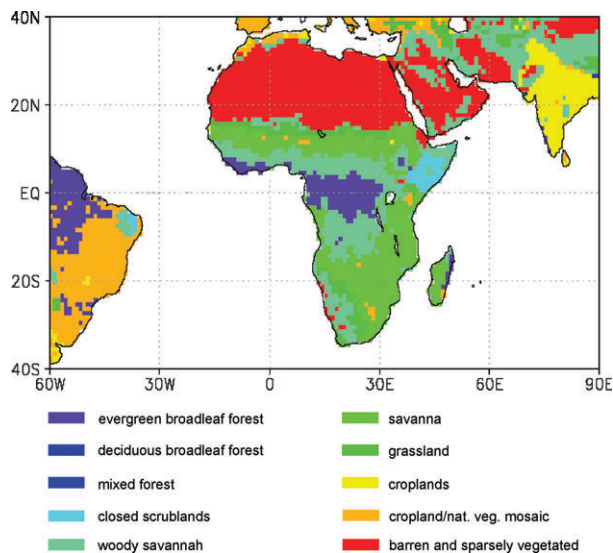 40N
20N
EQ
20S
40S
60W 30W 0 30E 60E 90E
evergreen broadleaf forest
deciduous broadleaf forest
mixed forest
closed scrublands
woody savannah
savanna
grassland
croplands
cropland/nat. veg. mosaic
barren and sparsely vegetated